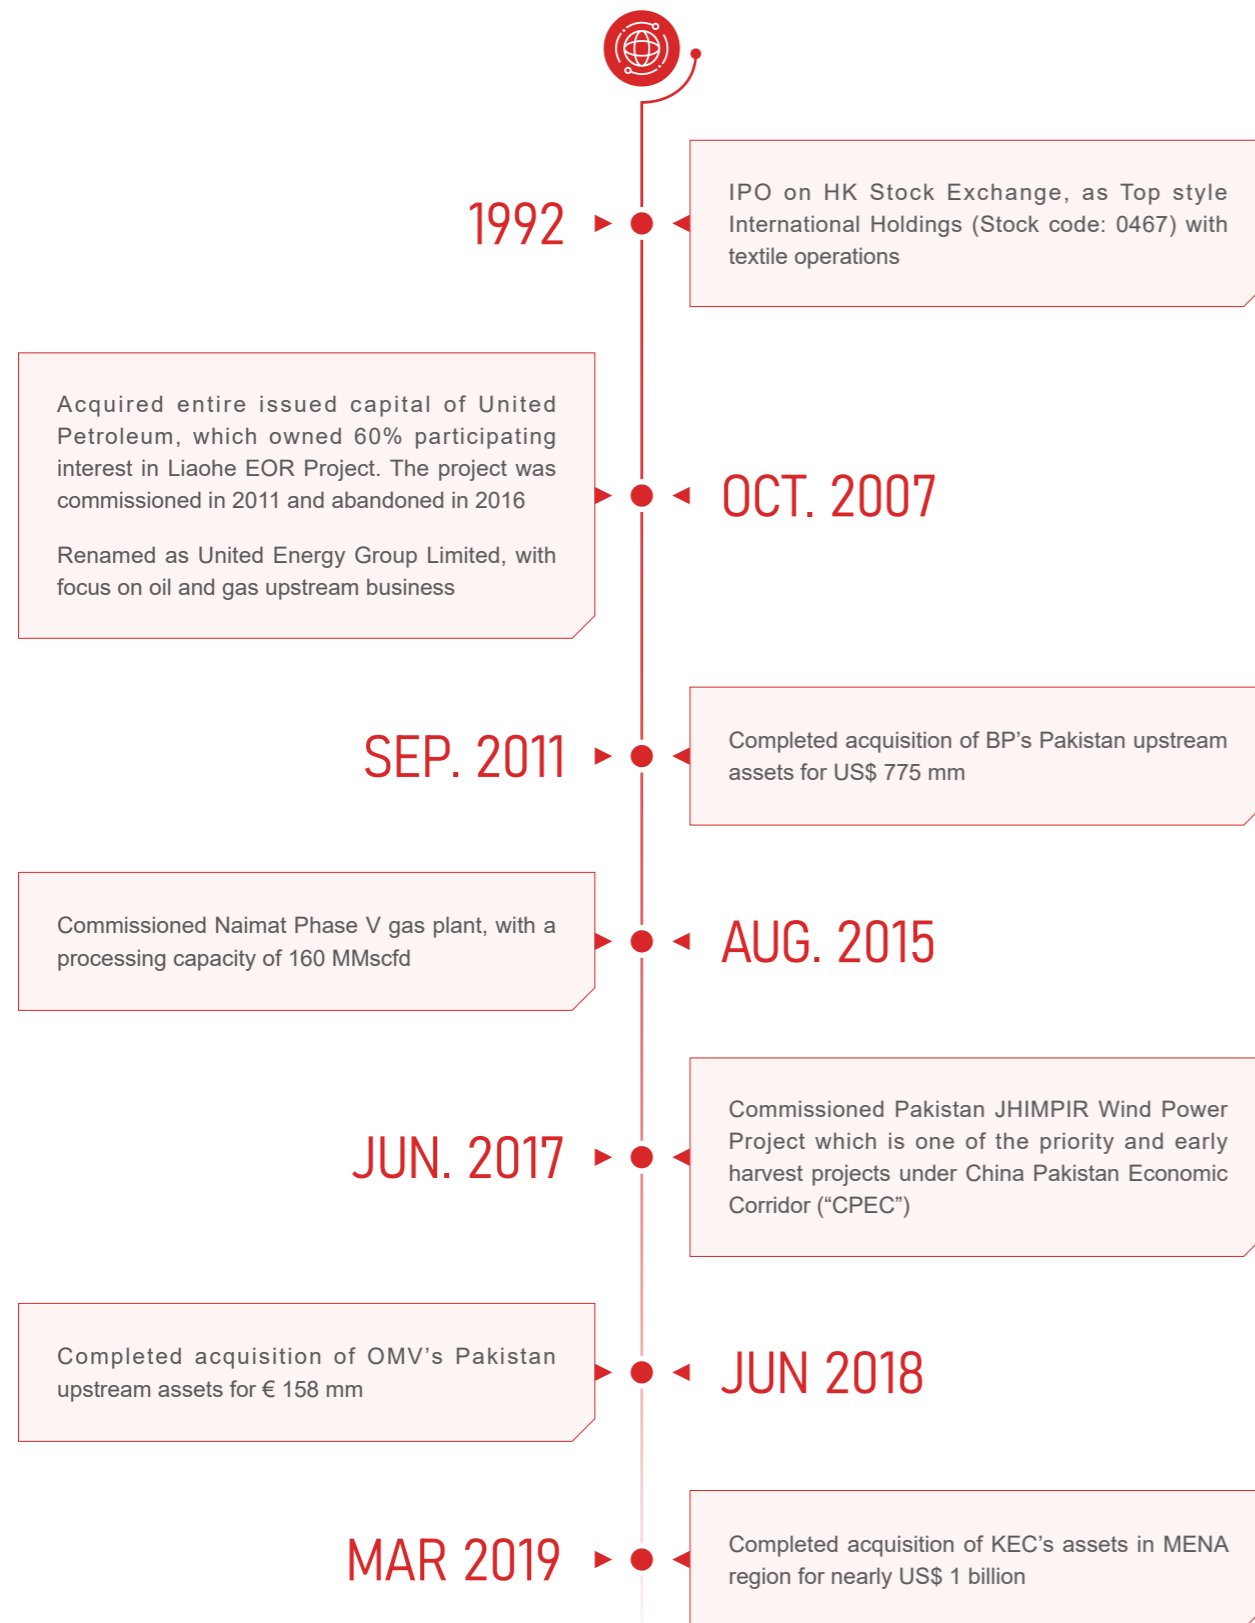 1992
IPO on HK Stock Exchange, as Top style
International Holdings (Stock code: 0467) with
textile operations
Acquired entire issued capital of United
Petroleum, which owned 60% participating
interest in Liaohe EOR Project. The project was
commissioned in 2011 and abandoned in 2016
Renamed as United Energy Group Limited, with
focus on oil and gas upstream business
OCT. 2007
SEP. 2011
Completed acquisition of BP’s Pakistan upstream
assets for US$ 775 mm
Commissioned Naimat Phase V gas plant, with a
processing capacity of 160 MMscfd
AUG. 2015
JUN. 2017
Commissioned Pakistan JHIMPIR Wind Power
Project which is one of the priority and early
harvest projects under China Pakistan Economic
Corridor (“CPEC”)
Completed acquisition of OMV’s Pakistan
upstream assets for € 158 mm
JUN 2018
MAR 2019
Completed acquisition of KEC’s assets in MENA
region for nearly US$ 1 billion